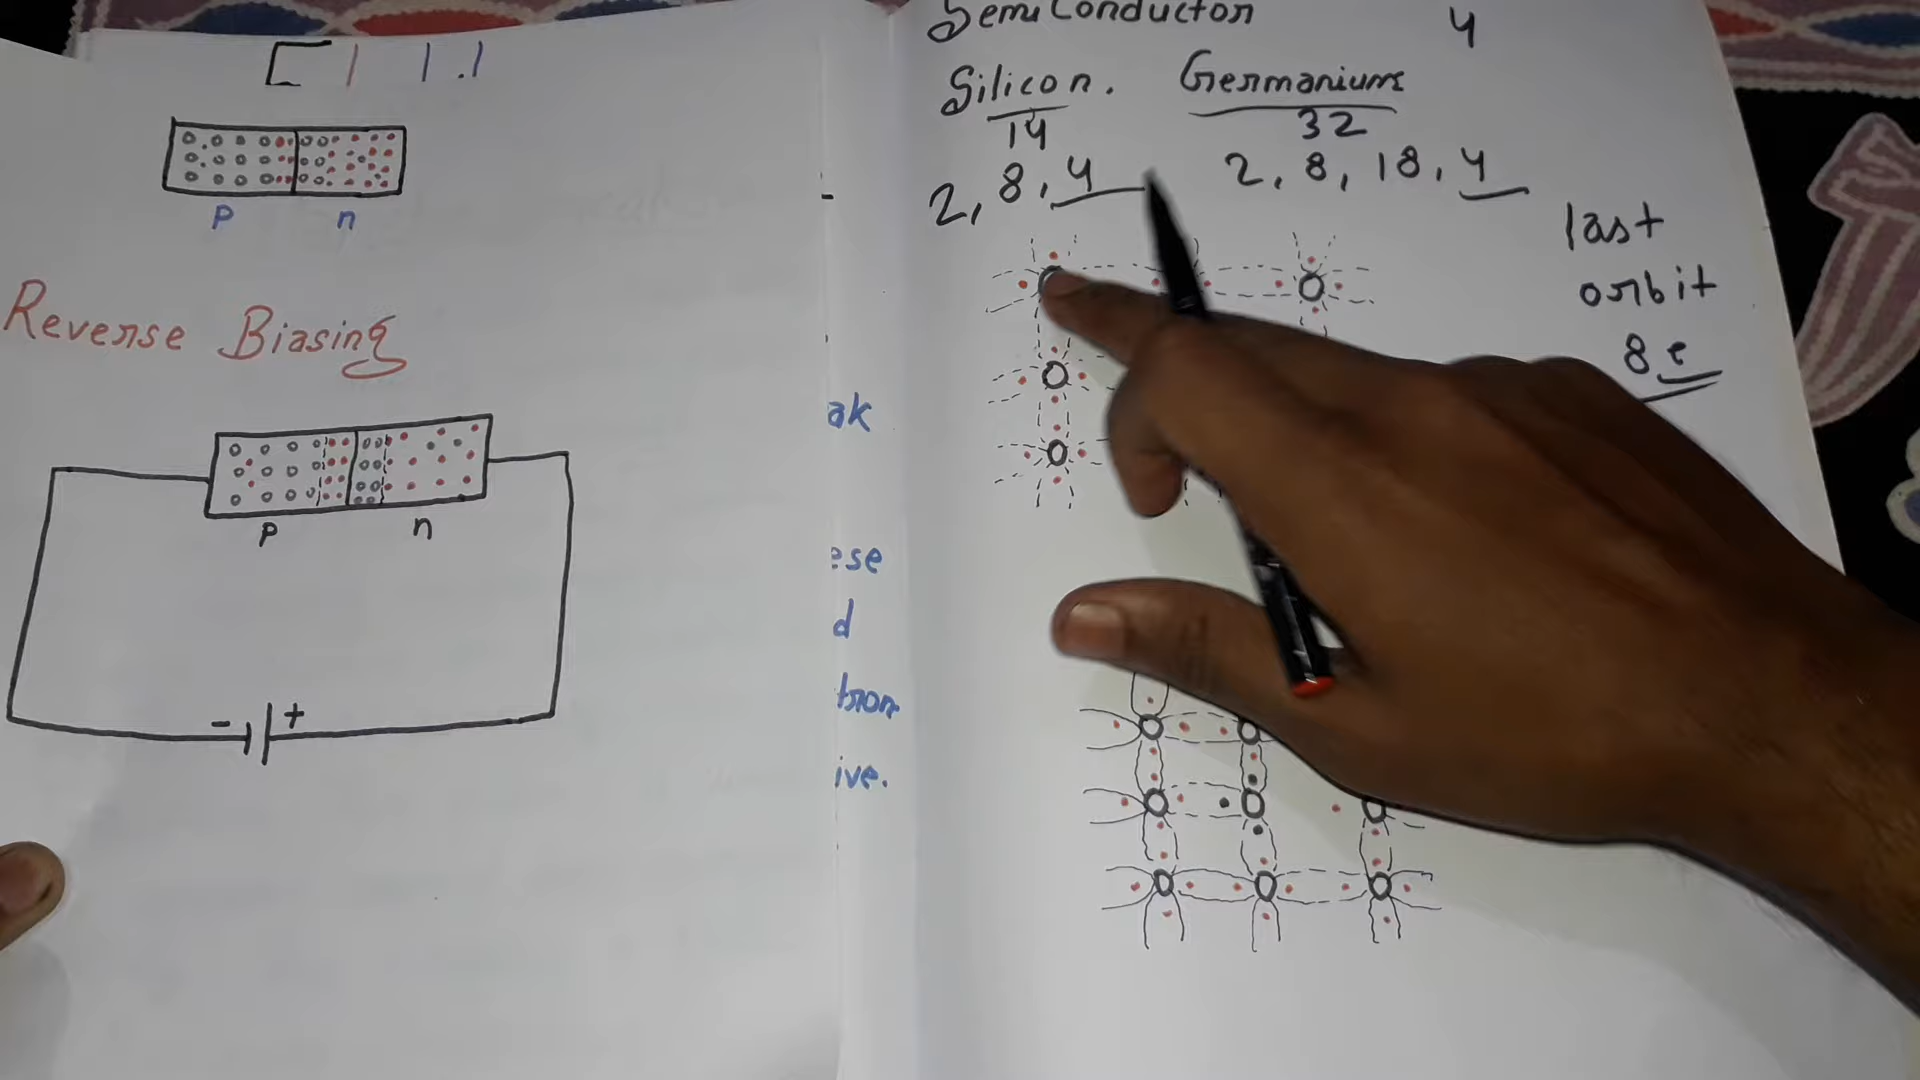 p n
Reverse Biasing
p n
- +
ak
ese
d
tron
ive.
SemiConductor 4
Silicon. Germanium
14 32
2, 8, 4 2, 8, 18, 4
last
orbit
8 e